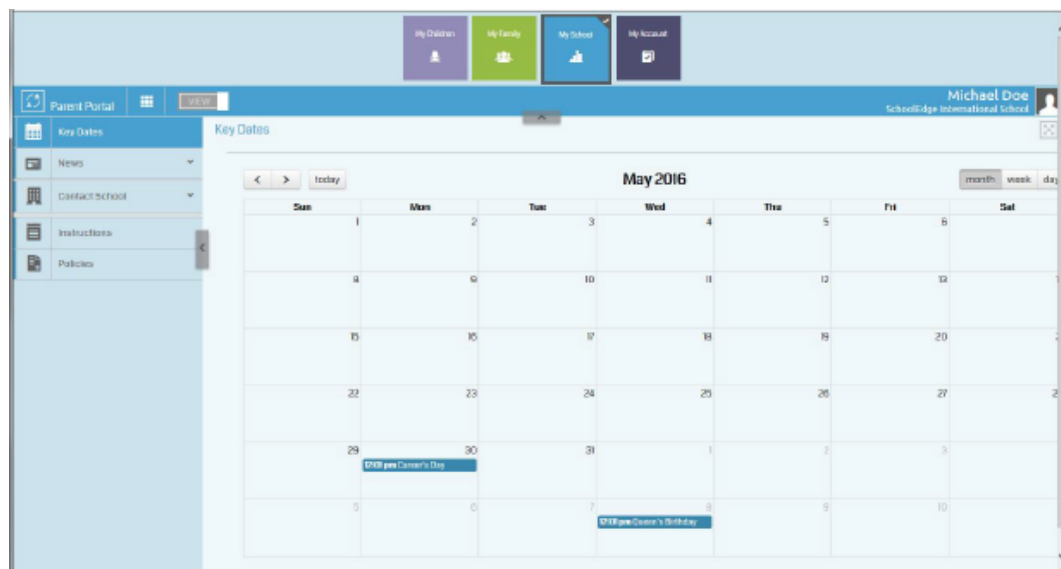 My Children My Family My School My Account
Parent Portal VIEW Michael Doe
SchoolEdge International School
Key Dates
News
Contact School
Instructions
Policies
Key Dates
today May 2016 month week day
Sun Mon Tue Wed Thu Fri Sat
1 2 3 4 5 6
8 9 10 11 12 13
15 16 17 18 19 20
22 23 24 25 26 27
29 30 31 1 2 3
12:01 pm Career's Day
5 6 7 8 9 10
12:01 pm Queen's Birthday